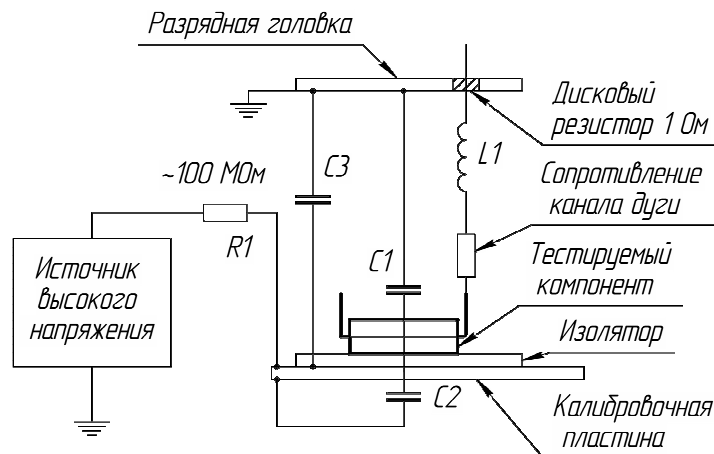 Разрядная головка
Дисковый
резистор 1 Ом
L1
C3
~100 МОм
Сопротивление
канала дуги
R1
C1
Тестируемый
компонент
Источник
высокого
напряжения
Изолятор
C2
Калибровочная
пластина